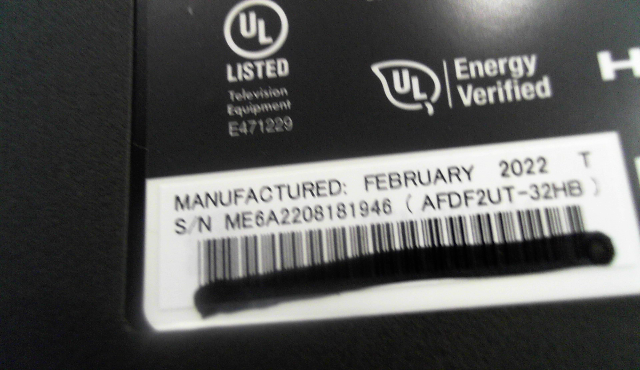 UL
LISTED
Television
Equipment
E471229
UL
Energy
Verified
H
MANUFACTURED: FEBRUARY 2022 T
S/N ME6A2208181946 ( AFDF2UT-32HB )